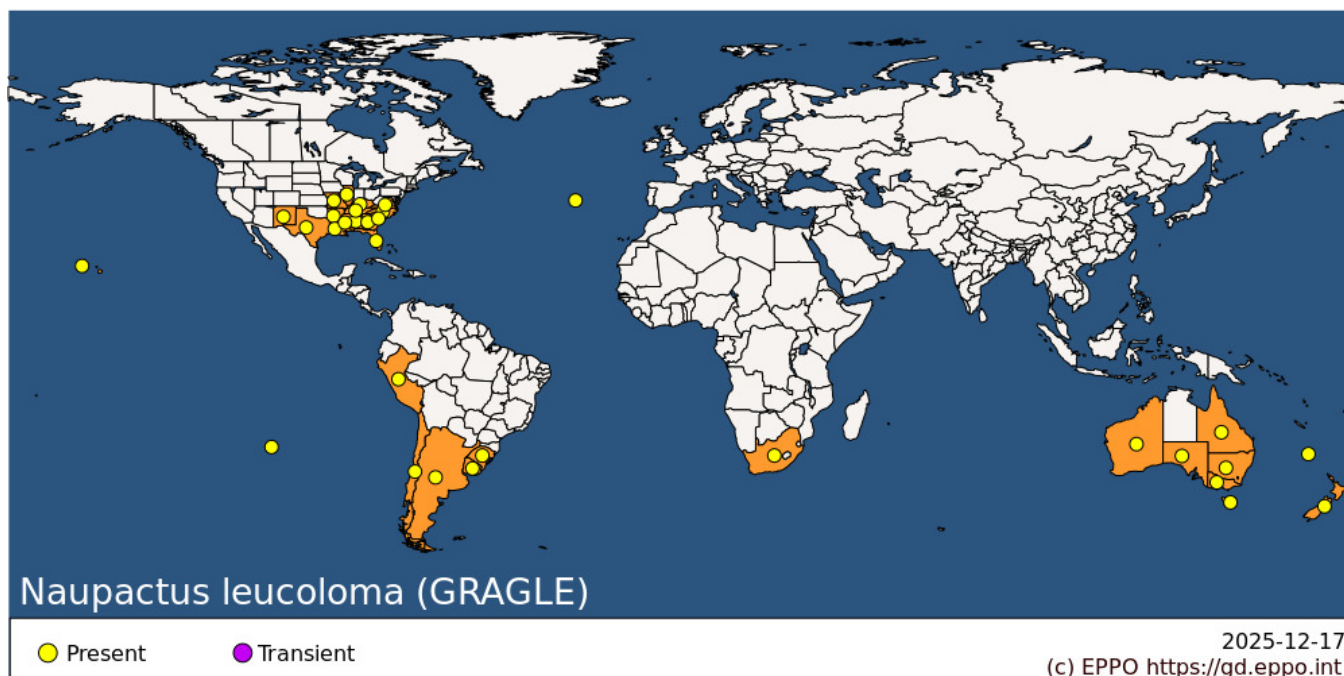 Naupactus leucoloma (GRAGLE)
Present
Transient
2025-12-17
(c) EPPO https://gd.eppo.int